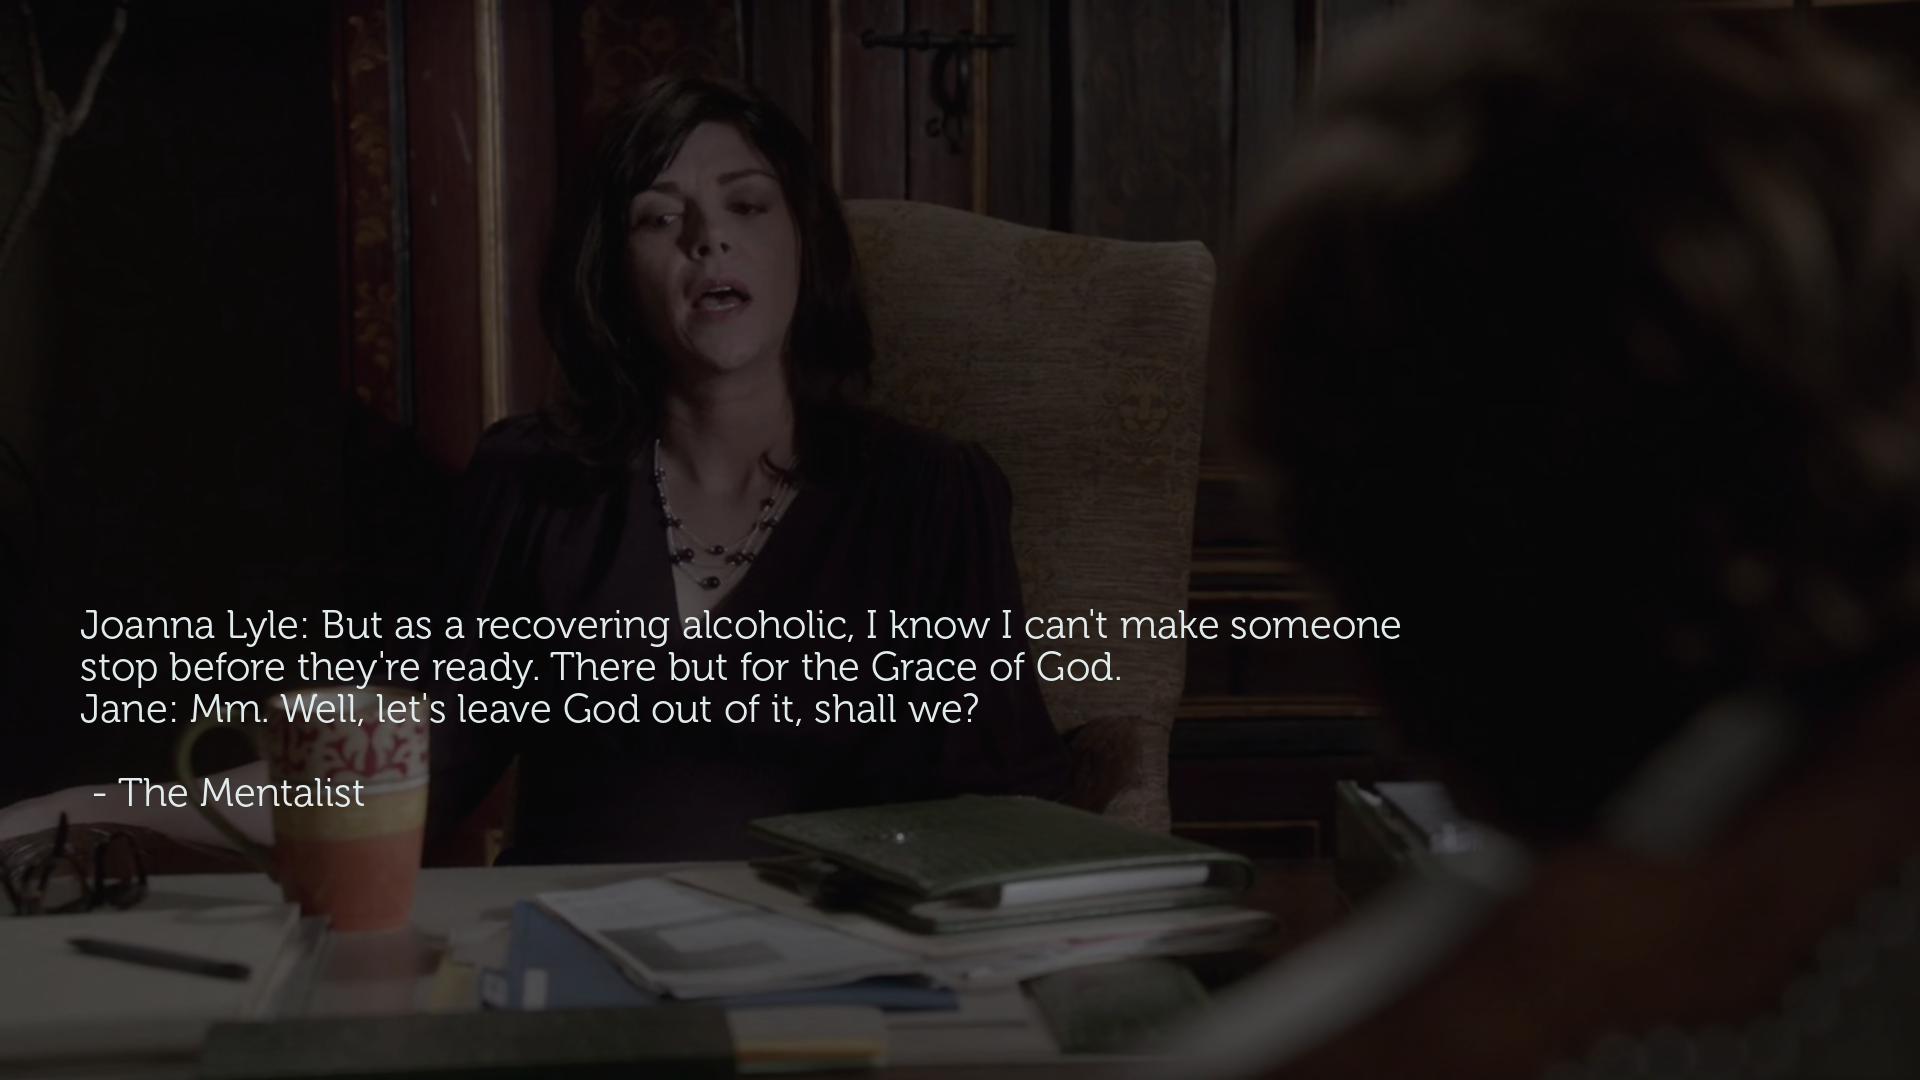 Joanna Lyle: But as a recovering alcoholic, I know I can't make someone
stop before they're ready. There but for the Grace of God.
Jane: Mm. Well, let's leave God out of it, shall we?
- The Mentalist